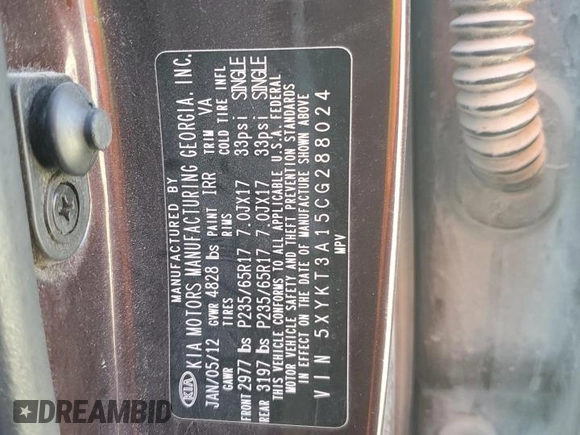 MANUFACTURED BY
KIA KIA MOTORS MANUFACTURING GEORGIA, INC.
JAN/05/12 GVWR 4828 lbs PAINT IRR TRIM VA
GAWR TIRES RIMS COLD TIRE INFL
FRONT 2977 lbs P235/65R17 7.0JX17 33psi SINGLE
REAR 3197 lbs P235/65R17 7.0JX17 33psi SINGLE
THIS VEHICLE CONFORMS TO ALL APPLICABLE U.S.A. FEDERAL
MOTOR VEHICLE SAFETY AND THEFT PREVENTION STANDARDS
IN EFFECT ON THE DATE OF MANUFACTURE SHOWN ABOVE
VIN 5XYKT3A15CG288024
MPV
DREAMBID